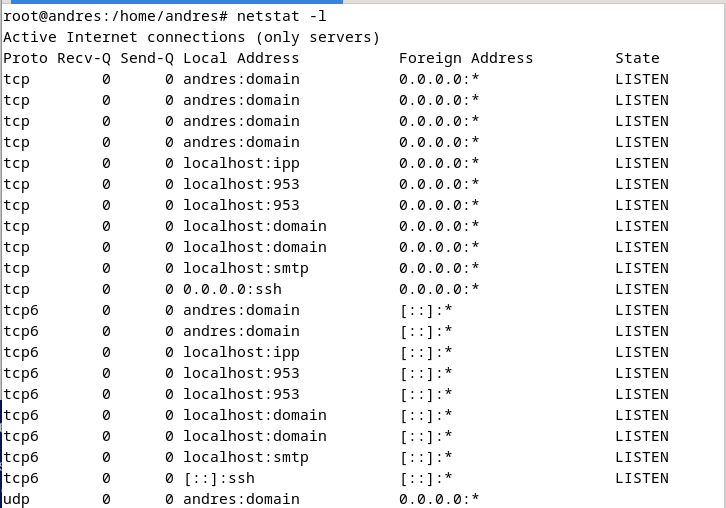 root@andres:/home/andres# netstat -l
Active Internet connections (only servers)
Proto Recv-Q Send-Q Local Address           Foreign Address         State
tcp        0      0 andres:domain           0.0.0.0:*               LISTEN
tcp        0      0 andres:domain           0.0.0.0:*               LISTEN
tcp        0      0 andres:domain           0.0.0.0:*               LISTEN
tcp        0      0 andres:domain           0.0.0.0:*               LISTEN
tcp        0      0 localhost:ipp           0.0.0.0:*               LISTEN
tcp        0      0 localhost:953           0.0.0.0:*               LISTEN
tcp        0      0 localhost:953           0.0.0.0:*               LISTEN
tcp        0      0 localhost:domain        0.0.0.0:*               LISTEN
tcp        0      0 localhost:domain        0.0.0.0:*               LISTEN
tcp        0      0 localhost:smtp          0.0.0.0:*               LISTEN
tcp        0      0 0.0.0.0:ssh             0.0.0.0:*               LISTEN
tcp6       0      0 andres:domain           [::]:*                  LISTEN
tcp6       0      0 andres:domain           [::]:*                  LISTEN
tcp6       0      0 localhost:ipp           [::]:*                  LISTEN
tcp6       0      0 localhost:953           [::]:*                  LISTEN
tcp6       0      0 localhost:953           [::]:*                  LISTEN
tcp6       0      0 localhost:domain        [::]:*                  LISTEN
tcp6       0      0 localhost:domain        [::]:*                  LISTEN
tcp6       0      0 localhost:smtp          [::]:*                  LISTEN
tcp6       0      0 [::]:ssh                [::]:*                  LISTEN
udp        0      0 andres:domain           0.0.0.0:*